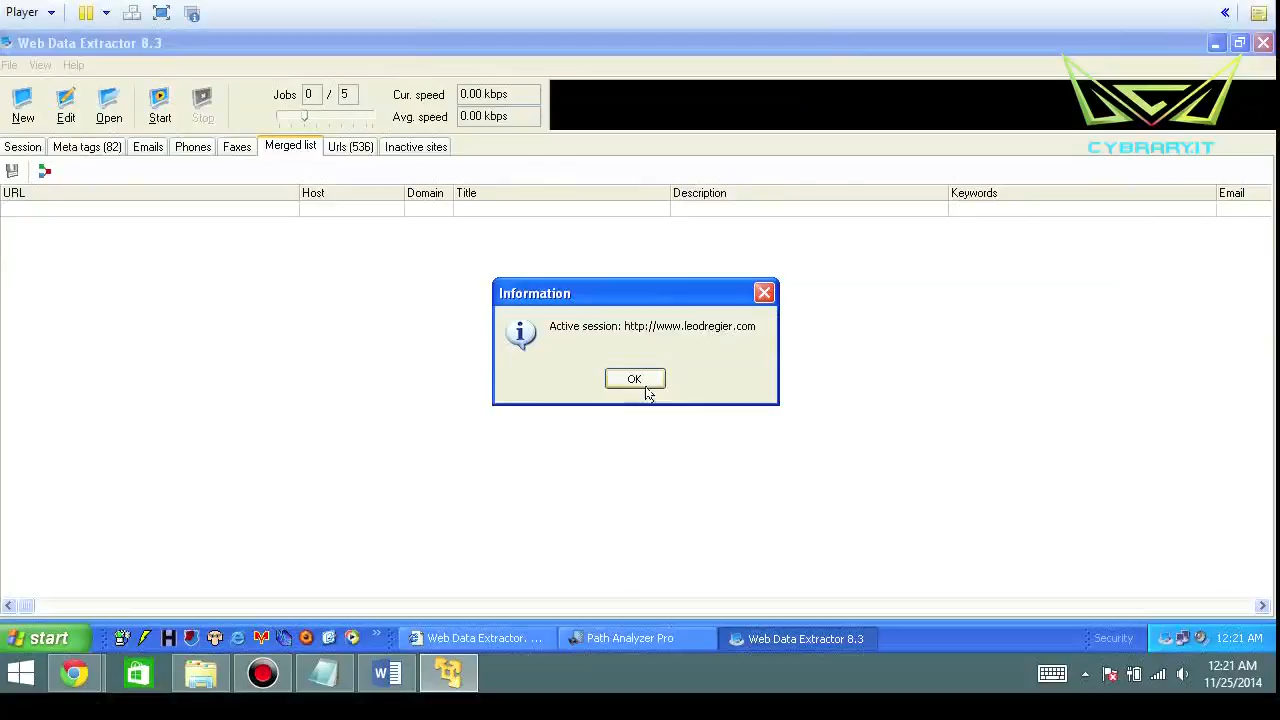 Player
Web Data Extractor 8.3
File View Help
Jobs 0 / 5 Cur. speed 0.00 kbps
Avg. speed 0.00 kbps
New Edit Open Start Stop
CYBRARY.IT
Session Meta tags (82) Emails Phones Faxes Merged list Urls (536) Inactive sites
URL Host Domain Title Description Keywords Email
Information
Active session: http://www.leodregier.com
OK
start Web Data Extractor. ... Path Analyzer Pro Web Data Extractor 8.3 Security 12:21 AM
12:21 AM
11/25/2014